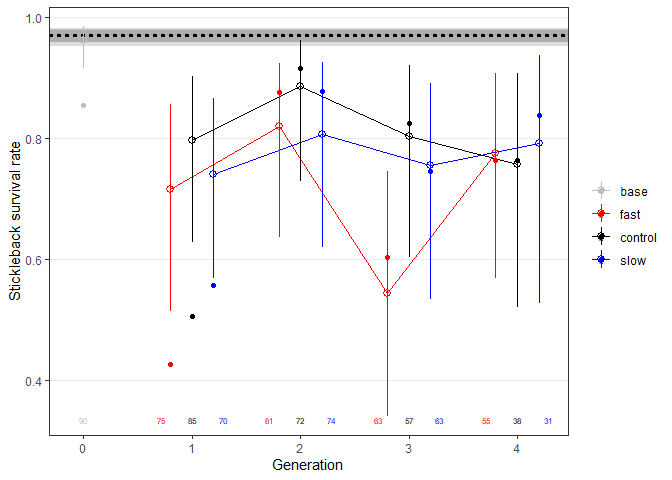 Stickleback survival rate
1.0
0.8
0.6
0.4
90 75 85 70 81 72 74 63 57 63 55 38 31
0 1 2 3 4
Generation
base
fast
control
slow